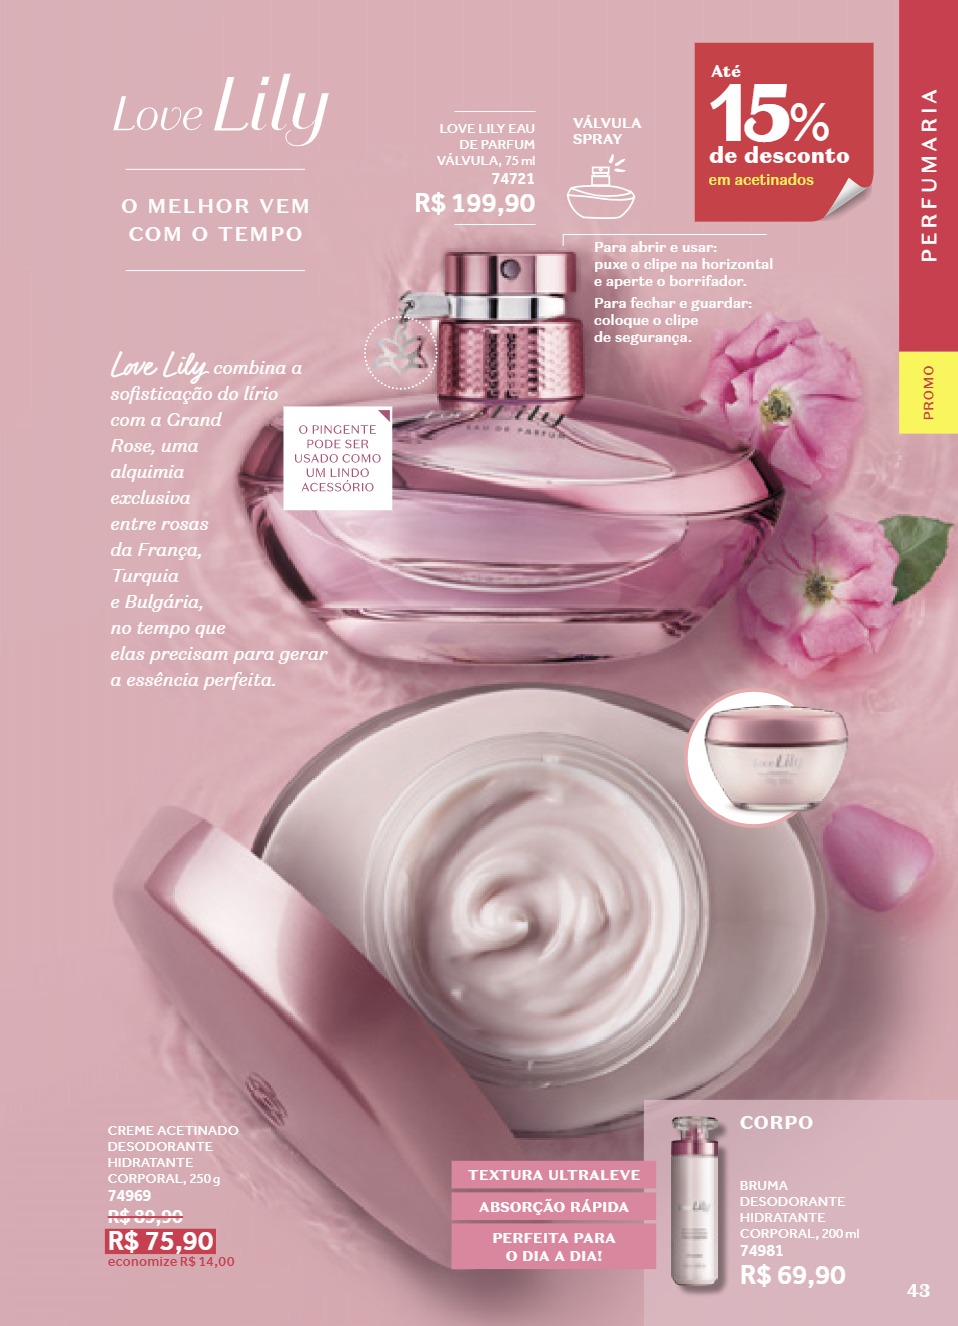 Love Lily
O MELHOR VEM
COM O TEMPO
LOVE LILY EAU
DE PARFUM
VÁLVULA, 75 ml
74721
R$ 199,90
VÁLVULA
SPRAY
Até
15%
de desconto
em acetinados
PERFUMARIA
PROMO
Para abrir e usar:
puxe o clipe na horizontal
e aperte o borrifador.
Para fechar e guardar:
coloque o clipe
de segurança.
Love Lily combina a
sofisticação do lírio
com a Grand
Rose, uma
alquimia
exclusiva
entre rosas
da França,
Turquia
e Bulgária,
no tempo que
elas precisam para gerar
a essência perfeita.
O PINGENTE
PODE SER
USADO COMO
UM LINDO
ACESSÓRIO
Love Lily
EAU DE PARFUM
Love Lily
CREME ACETINADO
DESODORANTE
HIDRATANTE
CORPORAL, 250 g
74969
R$ 89,90
R$ 75,90
economize R$ 14,00
TEXTURA ULTRALEVE
ABSORÇÃO RÁPIDA
PERFEITA PARA
O DIA A DIA!
Love Lily
CORPO
BRUMA
DESODORANTE
HIDRATANTE
CORPORAL, 200 ml
74981
R$ 69,90
43